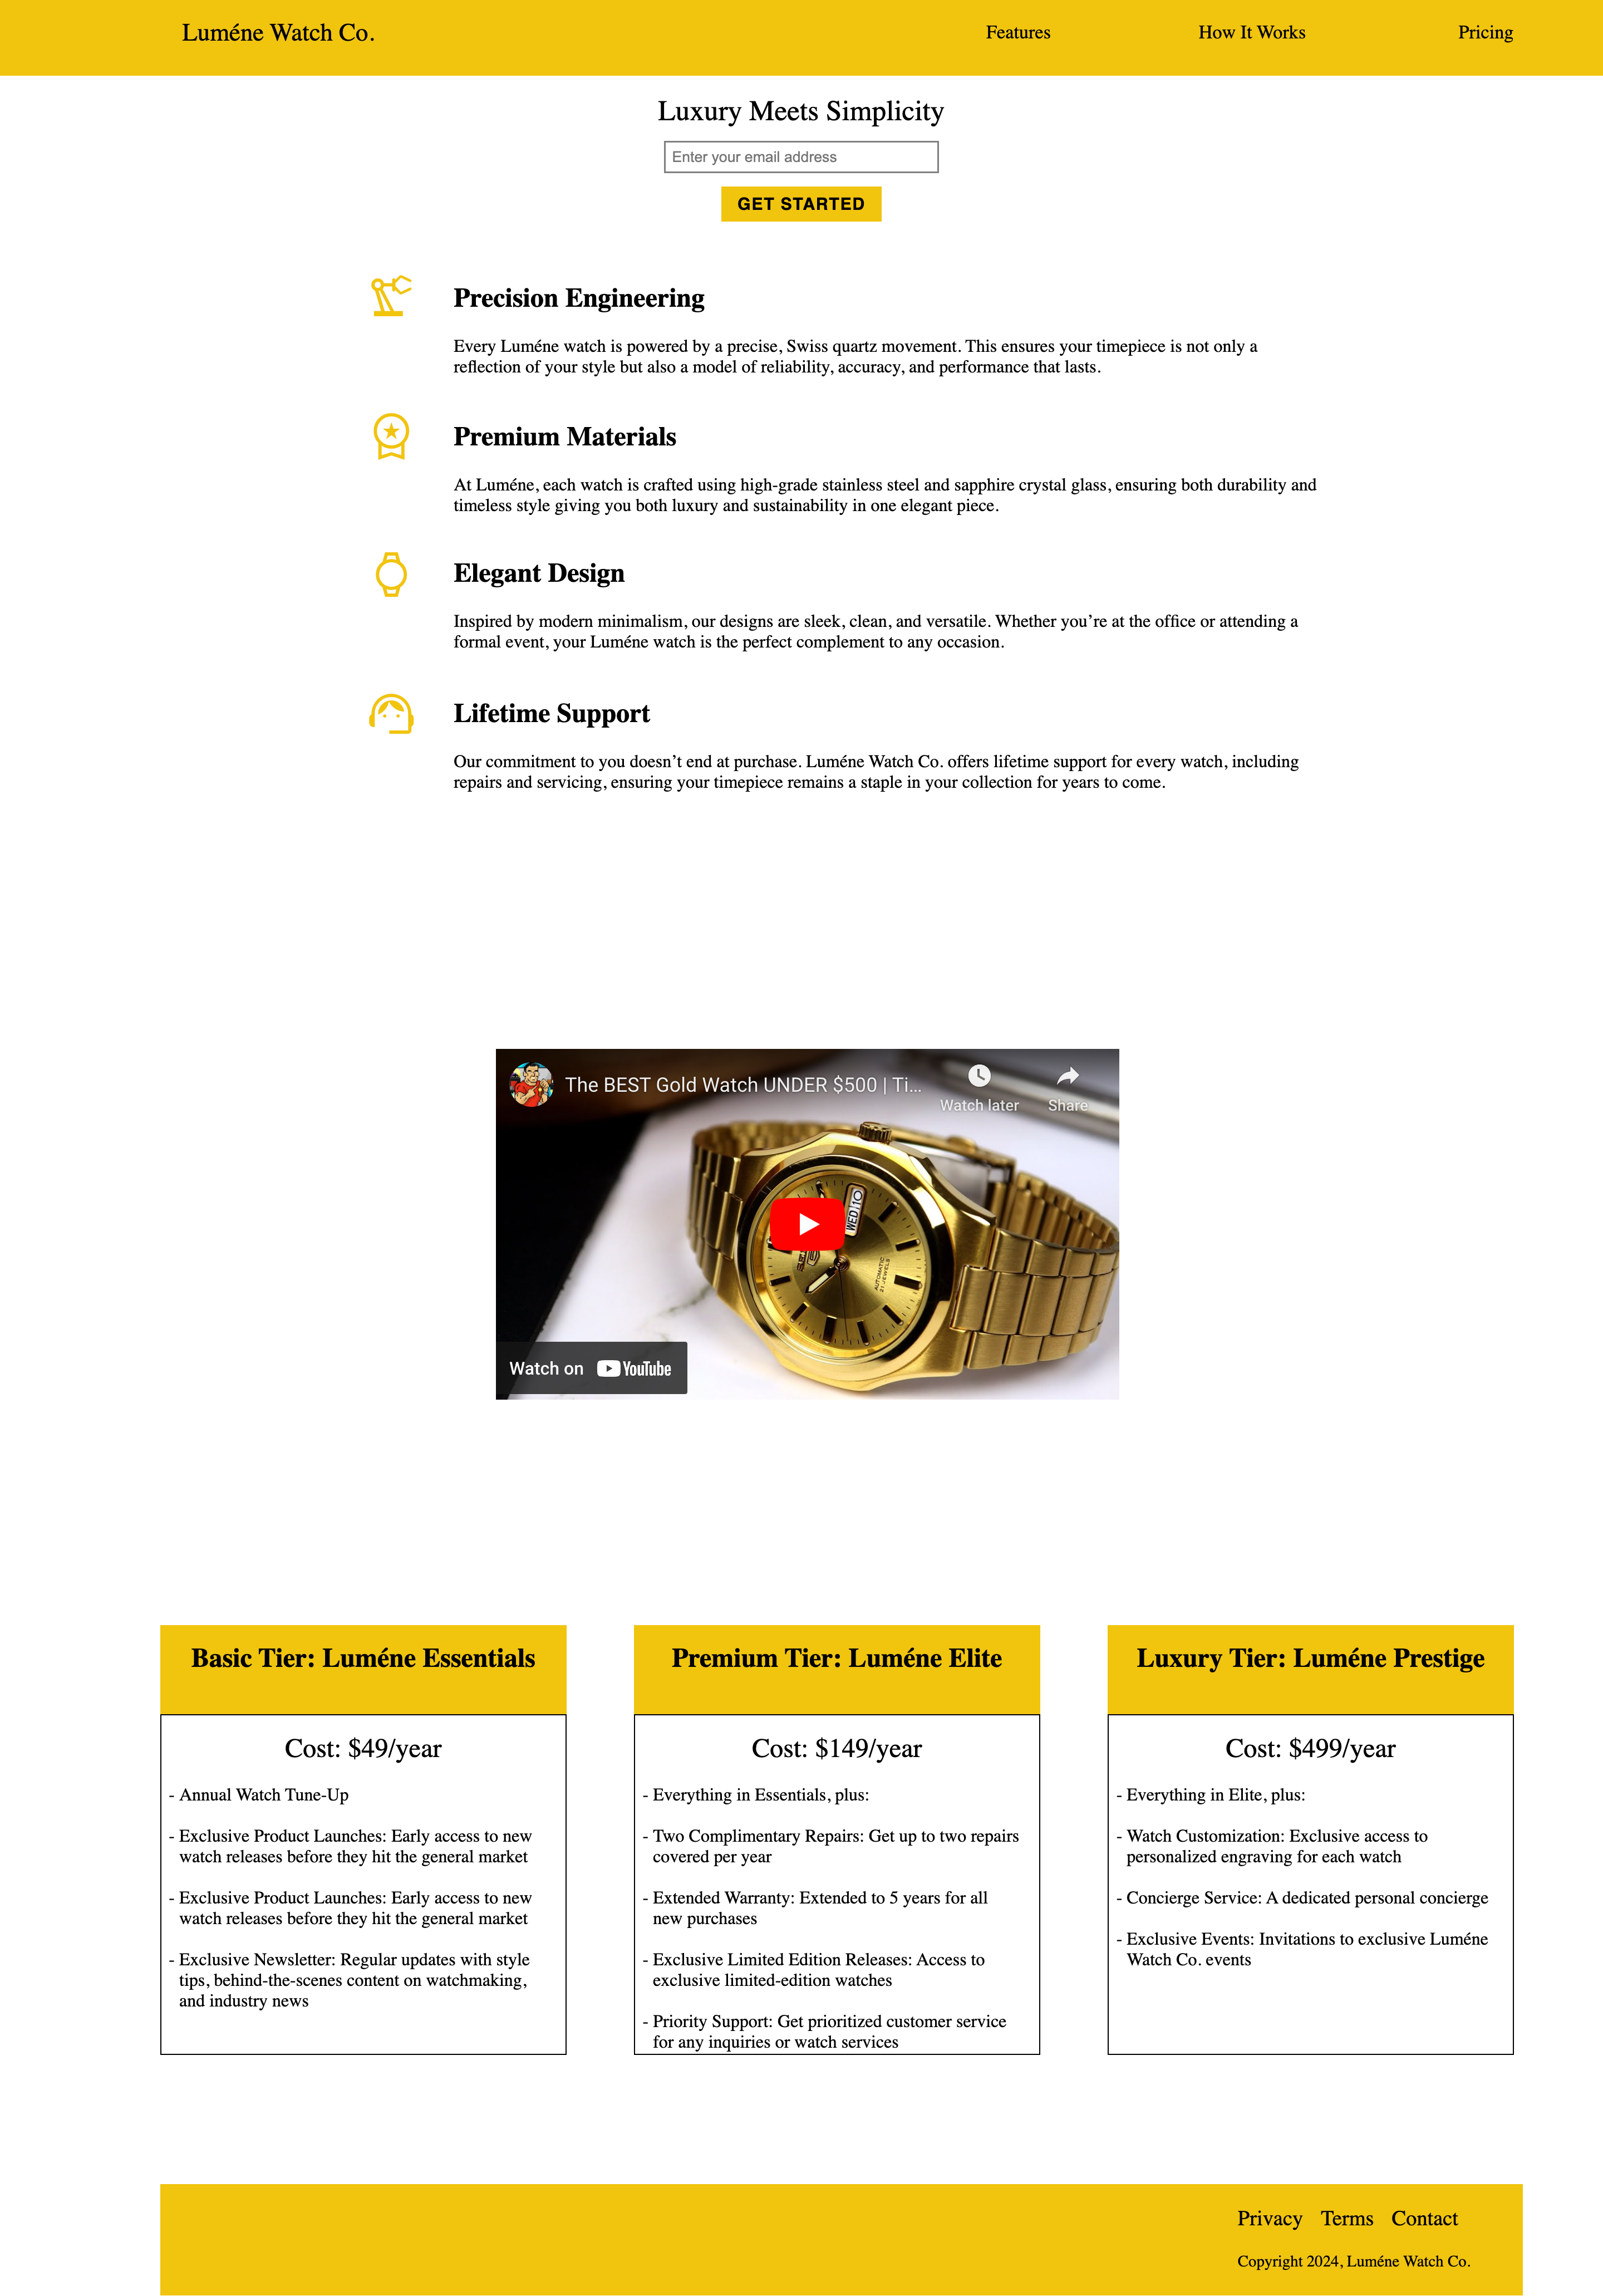 Luméne Watch Co.
Features
How It Works
Pricing
Luxury Meets Simplicity
Enter your email address
GET STARTED
Precision Engineering
Every Luméne watch is powered by a precise, Swiss quartz movement. This ensures your timepiece is not only a
reflection of your style but also a model of reliability, accuracy, and performance that lasts.
Premium Materials
At Luméne, each watch is crafted using high-grade stainless steel and sapphire crystal glass, ensuring both durability and
timeless style giving you both luxury and sustainability in one elegant piece.
Elegant Design
Inspired by modern minimalism, our designs are sleek, clean, and versatile. Whether you’re at the office or attending a
formal event, your Luméne watch is the perfect complement to any occasion.
Lifetime Support
Our commitment to you doesn’t end at purchase. Luméne Watch Co. offers lifetime support for every watch, including
repairs and servicing, ensuring your timepiece remains a staple in your collection for years to come.
The BEST Gold Watch UNDER $500 | Ti...
Watch later
Share
WED 10
AUTOMATIC
21 JEWELS
Watch on YouTube
Basic Tier: Luméne Essentials
Cost: $49/year
- Annual Watch Tune-Up
- Exclusive Product Launches: Early access to new
watch releases before they hit the general market
- Exclusive Product Launches: Early access to new
watch releases before they hit the general market
- Exclusive Newsletter: Regular updates with style
tips, behind-the-scenes content on watchmaking,
and industry news
Premium Tier: Luméne Elite
Cost: $149/year
- Everything in Essentials, plus:
- Two Complimentary Repairs: Get up to two repairs
covered per year
- Extended Warranty: Extended to 5 years for all
new purchases
- Exclusive Limited Edition Releases: Access to
exclusive limited-edition watches
- Priority Support: Get prioritized customer service
for any inquiries or watch services
Luxury Tier: Luméne Prestige
Cost: $499/year
- Everything in Elite, plus:
- Watch Customization: Exclusive access to
personalized engraving for each watch
- Concierge Service: A dedicated personal concierge
- Exclusive Events: Invitations to exclusive Luméne
Watch Co. events
Privacy Terms Contact
Copyright 2024, Luméne Watch Co.